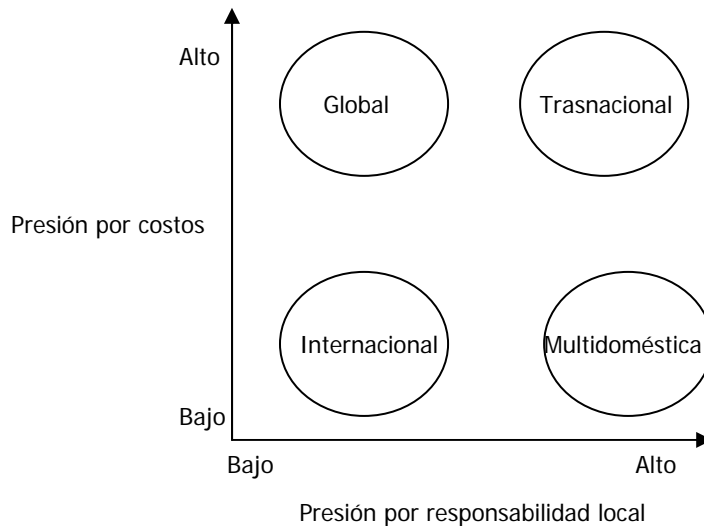 Alto
Global
Trasnacional
Presión por costos
Internacional
Multidoméstica
Bajo
Bajo
Alto
Presión por responsabilidad local